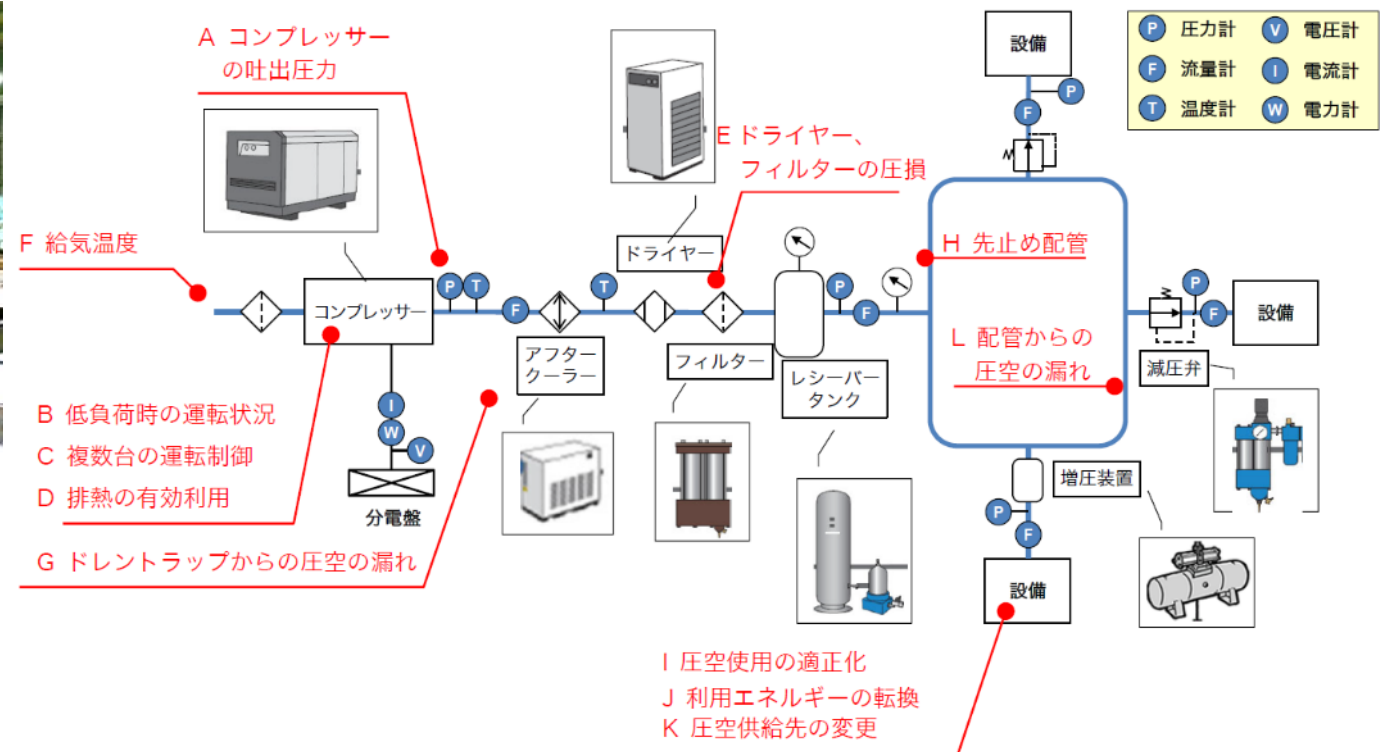 A コンプレッサー
の吐出圧力
設備
P
F
P 圧力計
V 電圧計
F 流量計
I 電流計
T 温度計
W 電力計
E ドライヤー、
フィルターの圧損
F 給気温度
ドライヤー
H 先止め配管
コンプレッサー
P
T
F
T
P
F
P
F
設備
アフター
クーラー
フィルター
レシーバー
タンク
L 配管からの
圧空の漏れ
減圧弁
B 低負荷時の運転状況
C 複数台の運転制御
D 排熱の有効利用
I
W
V
分電盤
増圧装置
P
F
G ドレントラップからの圧空の漏れ
設備
I 圧空使用の適正化
J 利用エネルギーの転換
K 圧空供給先の変更